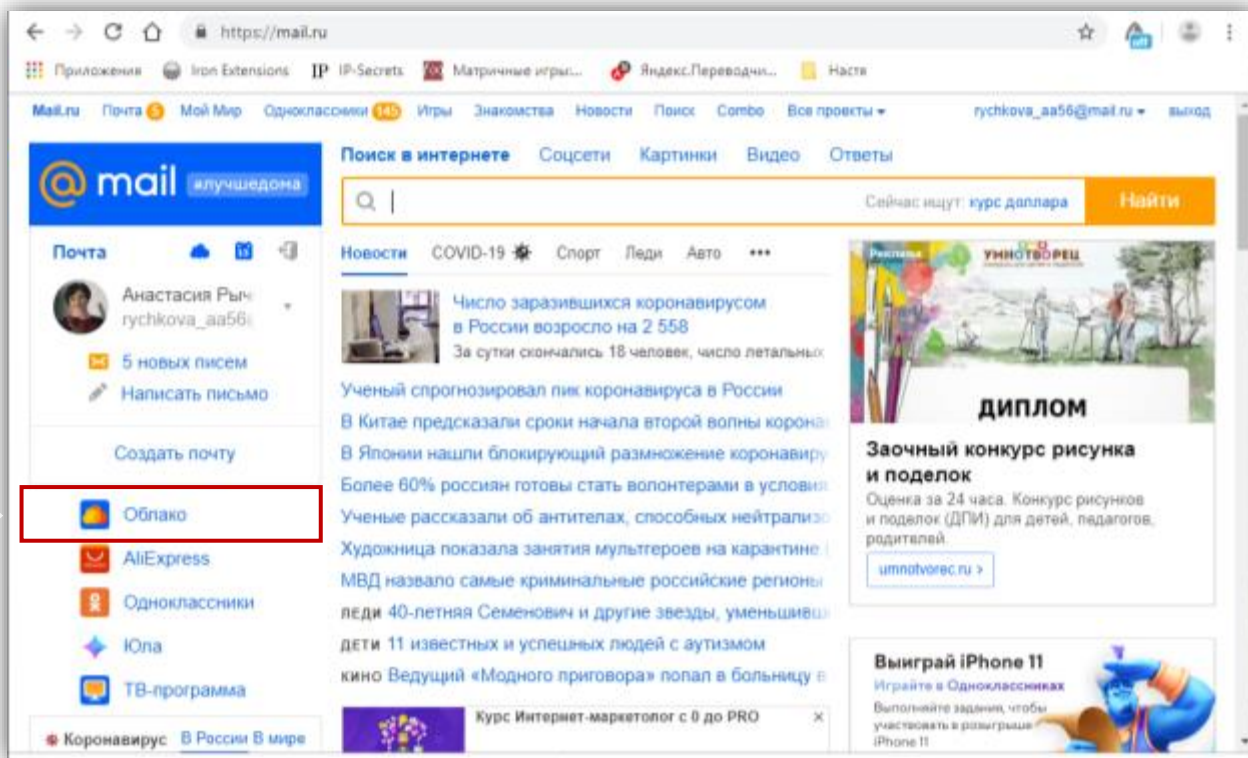 https://mail.ru
Приложения Iron Extensions IP IP-Secrets Матричные игры:... Яндекс.Переводчи... Настя
Mail.ru Почта 5 Мой Мир Одноклассники 145 Игры Знакомства Новости Поиск Combo Все проекты rychkova_aa56@mail.ru выход
Поиск в интернете Соцсети Картинки Видео Ответы
@ mail #лучшедома
Сейчас ищут: курс доллара Найти
Почта
Анастасия Рыч
rychkova_aa56
5 новых писем
Написать письмо
Создать почту
Облако
AliExpress
Одноклассники
Юла
ТВ-программа
Коронавирус В России В мире
Новости COVID-19 Спорт Леди Авто •••
Число заразившихся коронавирусом
в России возросло на 2 558
За сутки скончались 18 человек, число летальных
Ученый спрогнозировал пик коронавируса в России
В Китае предсказали сроки начала второй волны корона
В Японии нашли блокирующий размножение коронавиру
Более 60% россиян готовы стать волонтерами в услови
Ученые рассказали об антителах, способных нейтрализо
Художница показала занятия мультгероев на карантине
МВД назвало самые криминальные российские регионы
ЛЕДИ 40-летняя Семенович и другие звезды, уменьшивш
ДЕТИ 11 известных и успешных людей с аутизмом
КИНО Ведущий «Модного приговора» попал в больницу в
Курс Интернет-маркетолог с 0 до PRO
Реклама
УМНОТВОРЕЦ
ДИПЛОМ
Заочный конкурс рисунка
и поделок
Оценка за 24 часа. Конкурс рисунков
и поделок (ДПИ) для детей, педагогов,
родителей.
umnotvorec.ru >
Выиграй iPhone 11
Играйте в Одноклассниках
Выполняйте задания, чтобы
участвовать в розыгрыше
iPhone 11